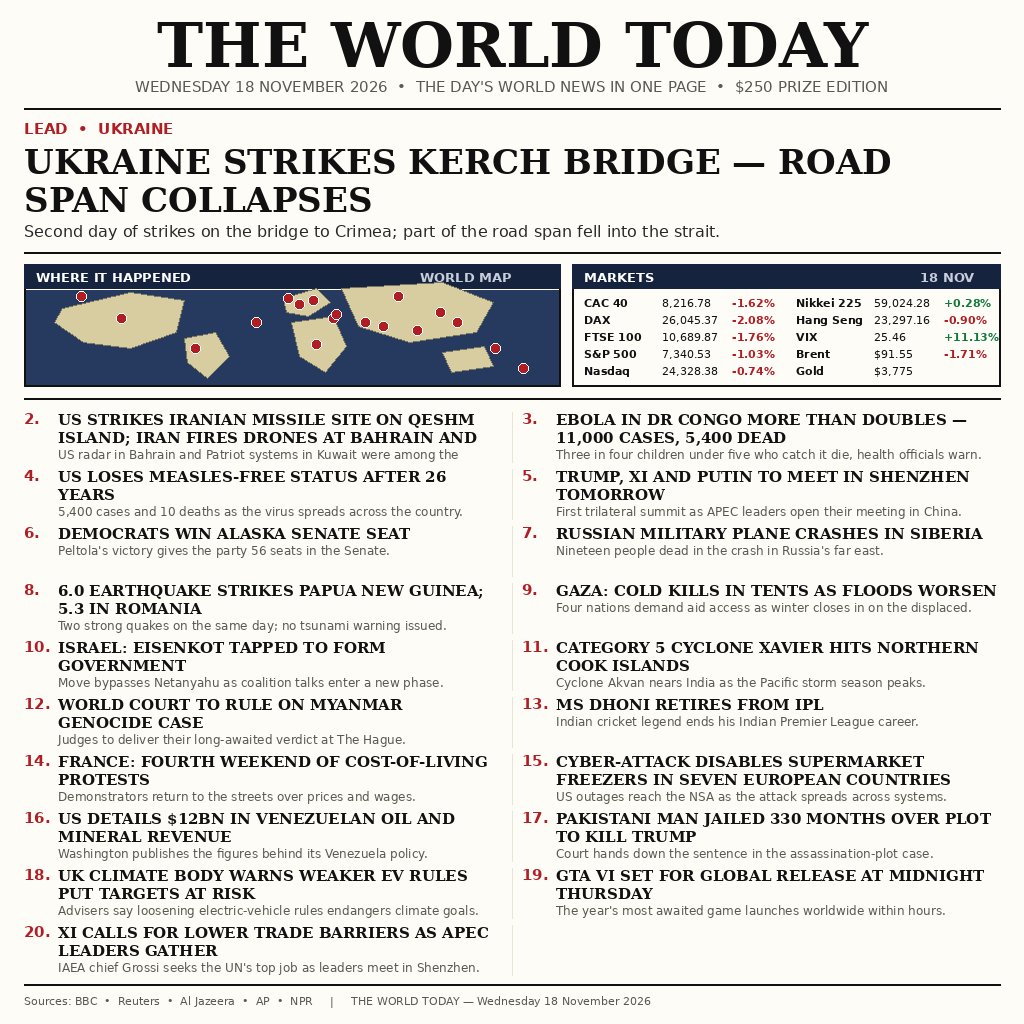 THE WORLD TODAY
WEDNESDAY 18 NOVEMBER 2026 • THE DAY'S WORLD NEWS IN ONE PAGE • $250 PRIZE EDITION
LEAD • UKRAINE
UKRAINE STRIKES KERCH BRIDGE — ROAD
SPAN COLLAPSES
Second day of strikes on the bridge to Crimea; part of the road span fell into the strait.
WHERE IT HAPPENED WORLD MAP
MARKETS 18 NOV
CAC 40 8,216.78 -1.62% Nikkei 225 59,024.28 +0.28%
DAX 26,045.37 -2.08% Hang Seng 23,297.16 -0.90%
FTSE 100 10,689.87 -1.76% VIX 25.46 +11.13%
S&P 500 7,340.53 -1.03% Brent $91.55 -1.71%
Nasdaq 24,328.38 -0.74% Gold $3,775
2. US STRIKES IRANIAN MISSILE SITE ON QESHM
ISLAND; IRAN FIRES DRONES AT BAHRAIN AND
US radar in Bahrain and Patriot systems in Kuwait were among the
3. EBOLA IN DR CONGO MORE THAN DOUBLES —
11,000 CASES, 5,400 DEAD
Three in four children under five who catch it die, health officials warn.
4. US LOSES MEASLES-FREE STATUS AFTER 26
YEARS
5,400 cases and 10 deaths as the virus spreads across the country.
5. TRUMP, XI AND PUTIN TO MEET IN SHENZHEN
TOMORROW
First trilateral summit as APEC leaders open their meeting in China.
6. DEMOCRATS WIN ALASKA SENATE SEAT
Peltola's victory gives the party 56 seats in the Senate.
7. RUSSIAN MILITARY PLANE CRASHES IN SIBERIA
Nineteen people dead in the crash in Russia's far east.
8. 6.0 EARTHQUAKE STRIKES PAPUA NEW GUINEA;
5.3 IN ROMANIA
Two strong quakes on the same day; no tsunami warning issued.
9. GAZA: COLD KILLS IN TENTS AS FLOODS WORSEN
Four nations demand aid access as winter closes in on the displaced.
10. ISRAEL: EISENKOT TAPPED TO FORM
GOVERNMENT
Move bypasses Netanyahu as coalition talks enter a new phase.
11. CATEGORY 5 CYCLONE XAVIER HITS NORTHERN
COOK ISLANDS
Cyclone Akvan nears India as the Pacific storm season peaks.
12. WORLD COURT TO RULE ON MYANMAR
GENOCIDE CASE
Judges to deliver their long-awaited verdict at The Hague.
13. MS DHONI RETIRES FROM IPL
Indian cricket legend ends his Indian Premier League career.
14. FRANCE: FOURTH WEEKEND OF COST-OF-LIVING
PROTESTS
Demonstrators return to the streets over prices and wages.
15. CYBER-ATTACK DISABLES SUPERMARKET
FREEZERS IN SEVEN EUROPEAN COUNTRIES
US outages reach the NSA as the attack spreads across systems.
16. US DETAILS $12BN IN VENEZUELAN OIL AND
MINERAL REVENUE
Washington publishes the figures behind its Venezuela policy.
17. PAKISTANI MAN JAILED 330 MONTHS OVER PLOT
TO KILL TRUMP
Court hands down the sentence in the assassination-plot case.
18. UK CLIMATE BODY WARNS WEAKER EV RULES
PUT TARGETS AT RISK
Advisers say loosening electric-vehicle rules endangers climate goals.
19. GTA VI SET FOR GLOBAL RELEASE AT MIDNIGHT
THURSDAY
The year's most awaited game launches worldwide within hours.
20. XI CALLS FOR LOWER TRADE BARRIERS AS APEC
LEADERS GATHER
IAEA chief Grossi seeks the UN's top job as leaders meet in Shenzhen.
Sources: BBC • Reuters • Al Jazeera • AP • NPR | THE WORLD TODAY — Wednesday 18 November 2026